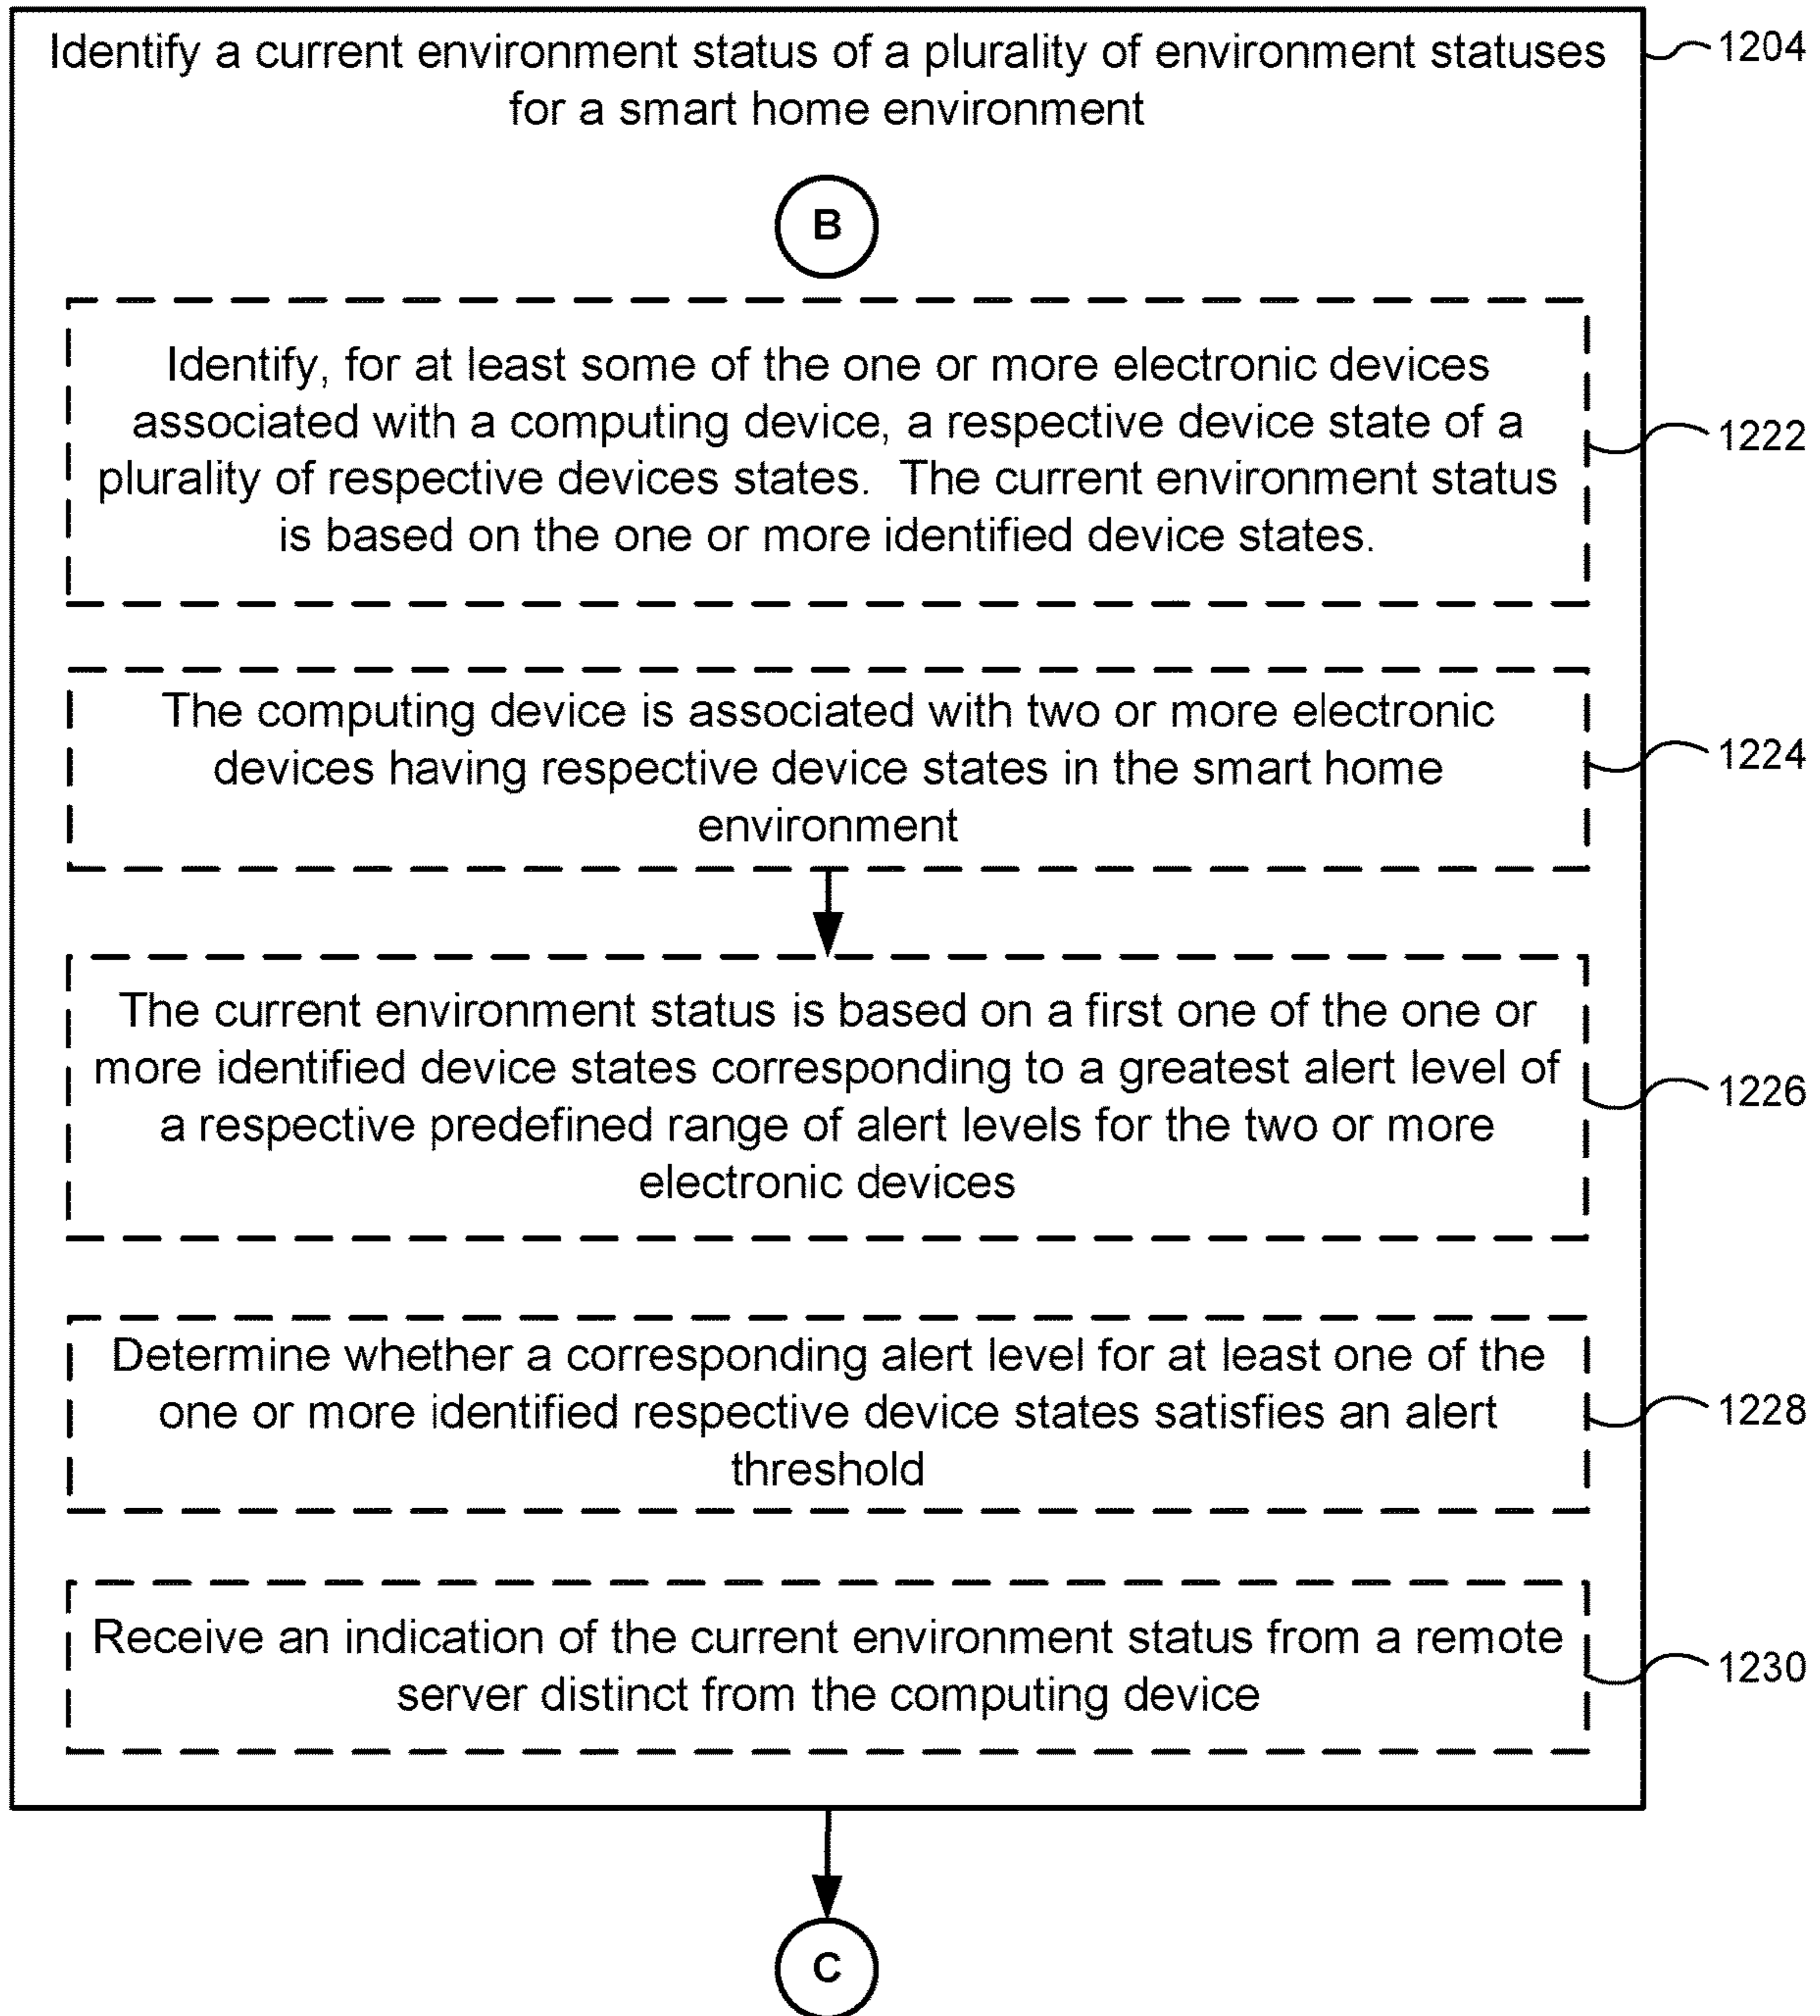 Identify a current environment status of a plurality of environment statuses
for a smart home environment
1204
B
Identify, for at least some of the one or more electronic devices
associated with a computing device, a respective device state of a
plurality of respective devices states.  The current environment status
is based on the one or more identified device states.
1222
The computing device is associated with two or more electronic
devices having respective device states in the smart home
environment
1224
The current environment status is based on a first one of the one or
more identified device states corresponding to a greatest alert level of
a respective predefined range of alert levels for the two or more
electronic devices
1226
Determine whether a corresponding alert level for at least one of the
one or more identified respective device states satisfies an alert
threshold
1228
Receive an indication of the current environment status from a remote
server distinct from the computing device
1230
C